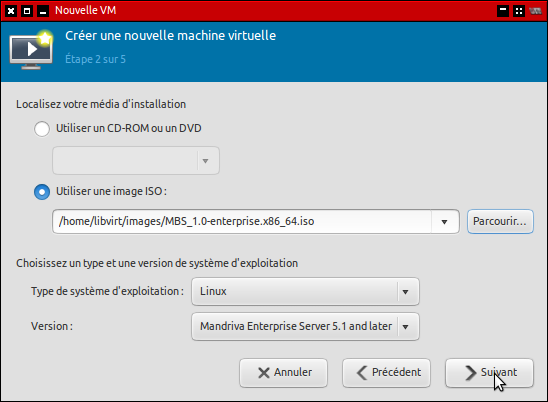 Nouvelle VM
Créer une nouvelle machine virtuelle
Étape 2 sur 5
Localisez votre média d'installation
Utiliser un CD-ROM ou un DVD
Utiliser une image ISO :
/home/libvirt/images/MBS_1.0-enterprise.x86_64.iso
Parcourir...
Choisissez un type et une version de système d'exploitation
Type de système d'exploitation : Linux
Version : Mandriva Enterprise Server 5.1 and later
Annuler Précédent Suivant